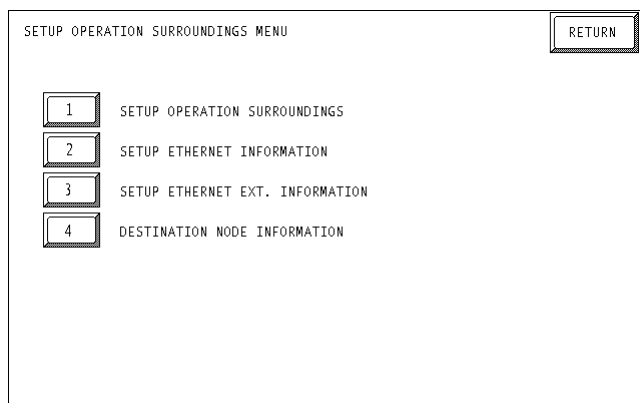 SETUP OPERATION SURROUNDINGS MENU
RETURN
1 SETUP OPERATION SURROUNDINGS
2 SETUP ETHERNET INFORMATION
3 SETUP ETHERNET EXT. INFORMATION
4 DESTINATION NODE INFORMATION